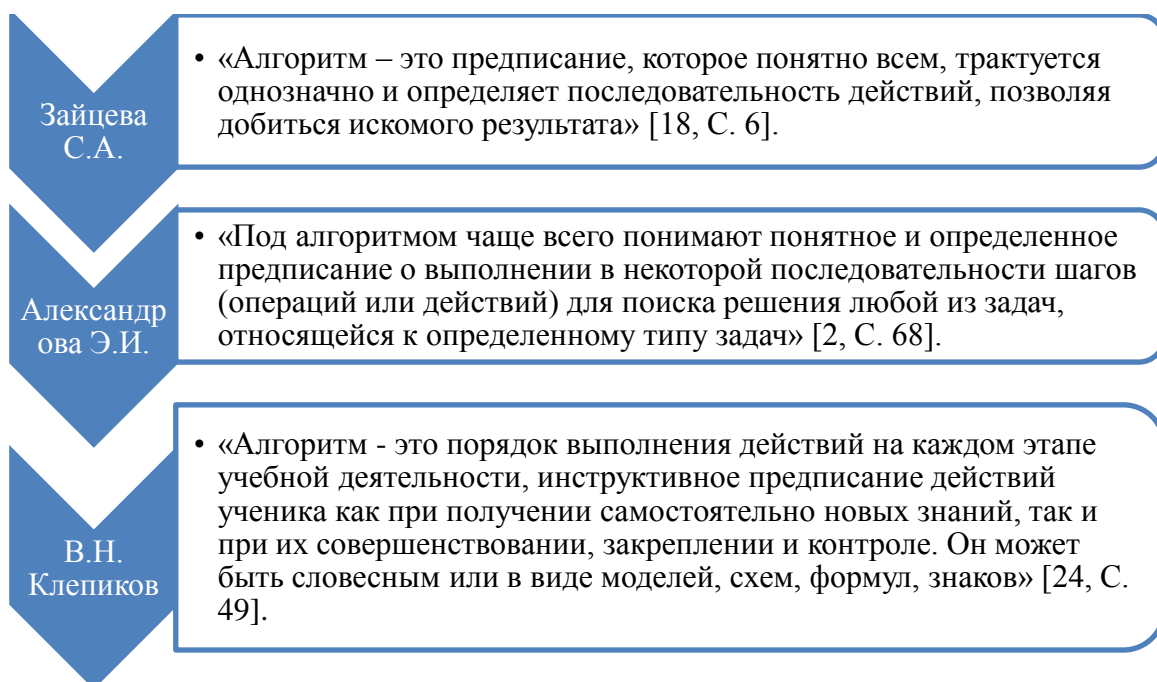 Зайцева
С.А.
• «Алгоритм – это предписание, которое понятно всем, трактуется
однозначно и определяет последовательность действий, позволяя
добиться искомого результата» [18, С. 6].
Александр
ова Э.И.
• «Под алгоритмом чаще всего понимают понятное и определенное
предписание о выполнении в некоторой последовательности шагов
(операций или действий) для поиска решения любой из задач,
относящейся к определенному типу задач» [2, С. 68].
В.Н.
Клепиков
• «Алгоритм - это порядок выполнения действий на каждом этапе
учебной деятельности, инструктивное предписание действий
ученика как при получении самостоятельно новых знаний, так и
при их совершенствовании, закреплении и контроле. Он может
быть словесным или в виде моделей, схем, формул, знаков» [24, С.
49].